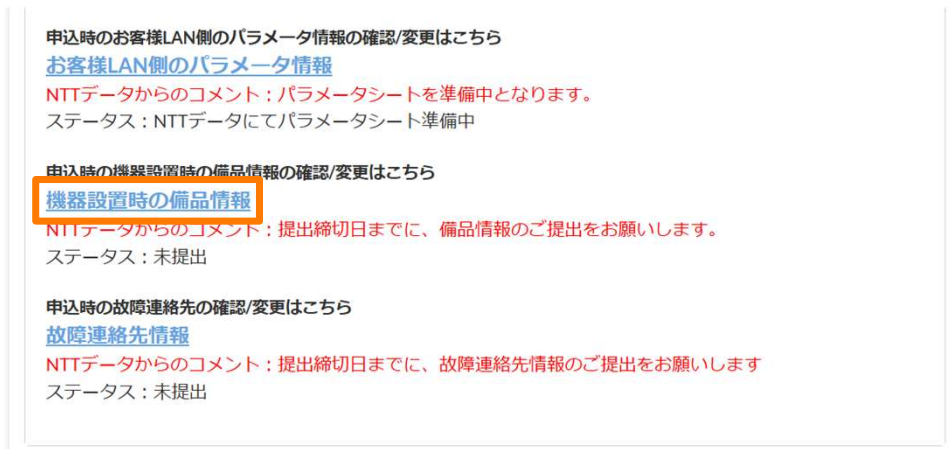 申込時のお客様LAN側のパラメータ情報の確認/変更はこちら
お客様LAN側のパラメータ情報
NTTデータからのコメント：パラメータシートを準備中となります。
ステータス：NTTデータにてパラメータシート準備中
申込時の機器設置時の備品情報の確認/変更はこちら
機器設置時の備品情報
NTTデータからのコメント：提出締切日までに、備品情報のご提出をお願いします。
ステータス：未提出
申込時の故障連絡先の確認/変更はこちら
故障連絡先情報
NTTデータからのコメント：提出締切日までに、故障連絡先情報のご提出をお願いします
ステータス：未提出